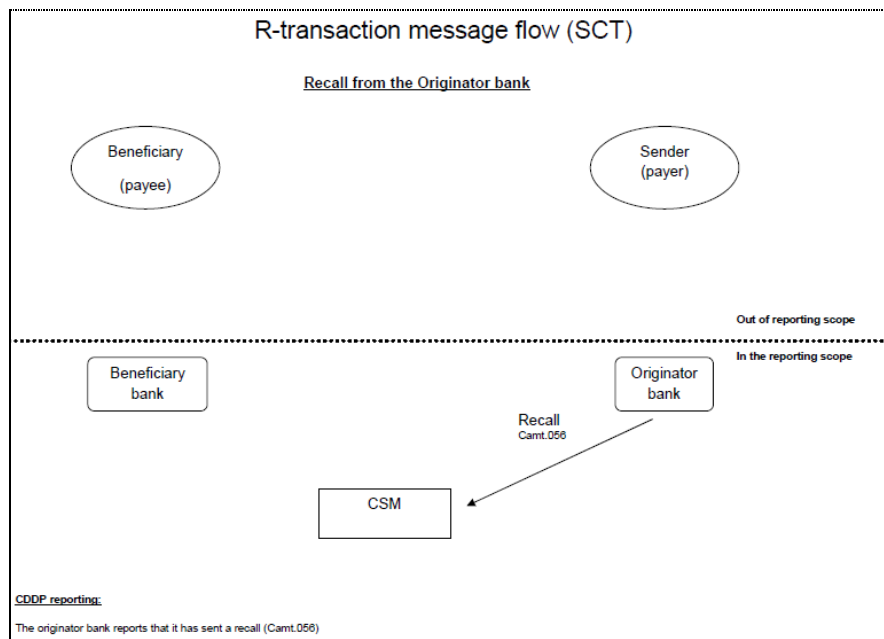 R-transaction message flow (SCT)
Recall from the Originator bank
Beneficiary
(payee)
Sender
(payer)
Out of reporting scope
In the reporting scope
Beneficiary
bank
Originator
bank
Recall
Camt.056
CSM
CDDP reporting:
The originator bank reports that it has sent a recall (Camt.056)